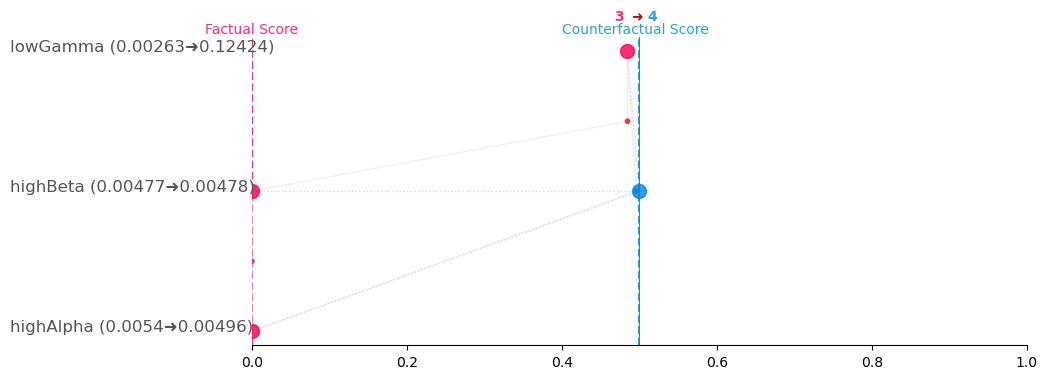 3 ➜ 4
Factual Score
Counterfactual Score
lowGamma (0.00263➜0.12424)
highBeta (0.00477➜0.00478)
highAlpha (0.0054➜0.00496)
0.0 0.2 0.4 0.6 0.8 1.0